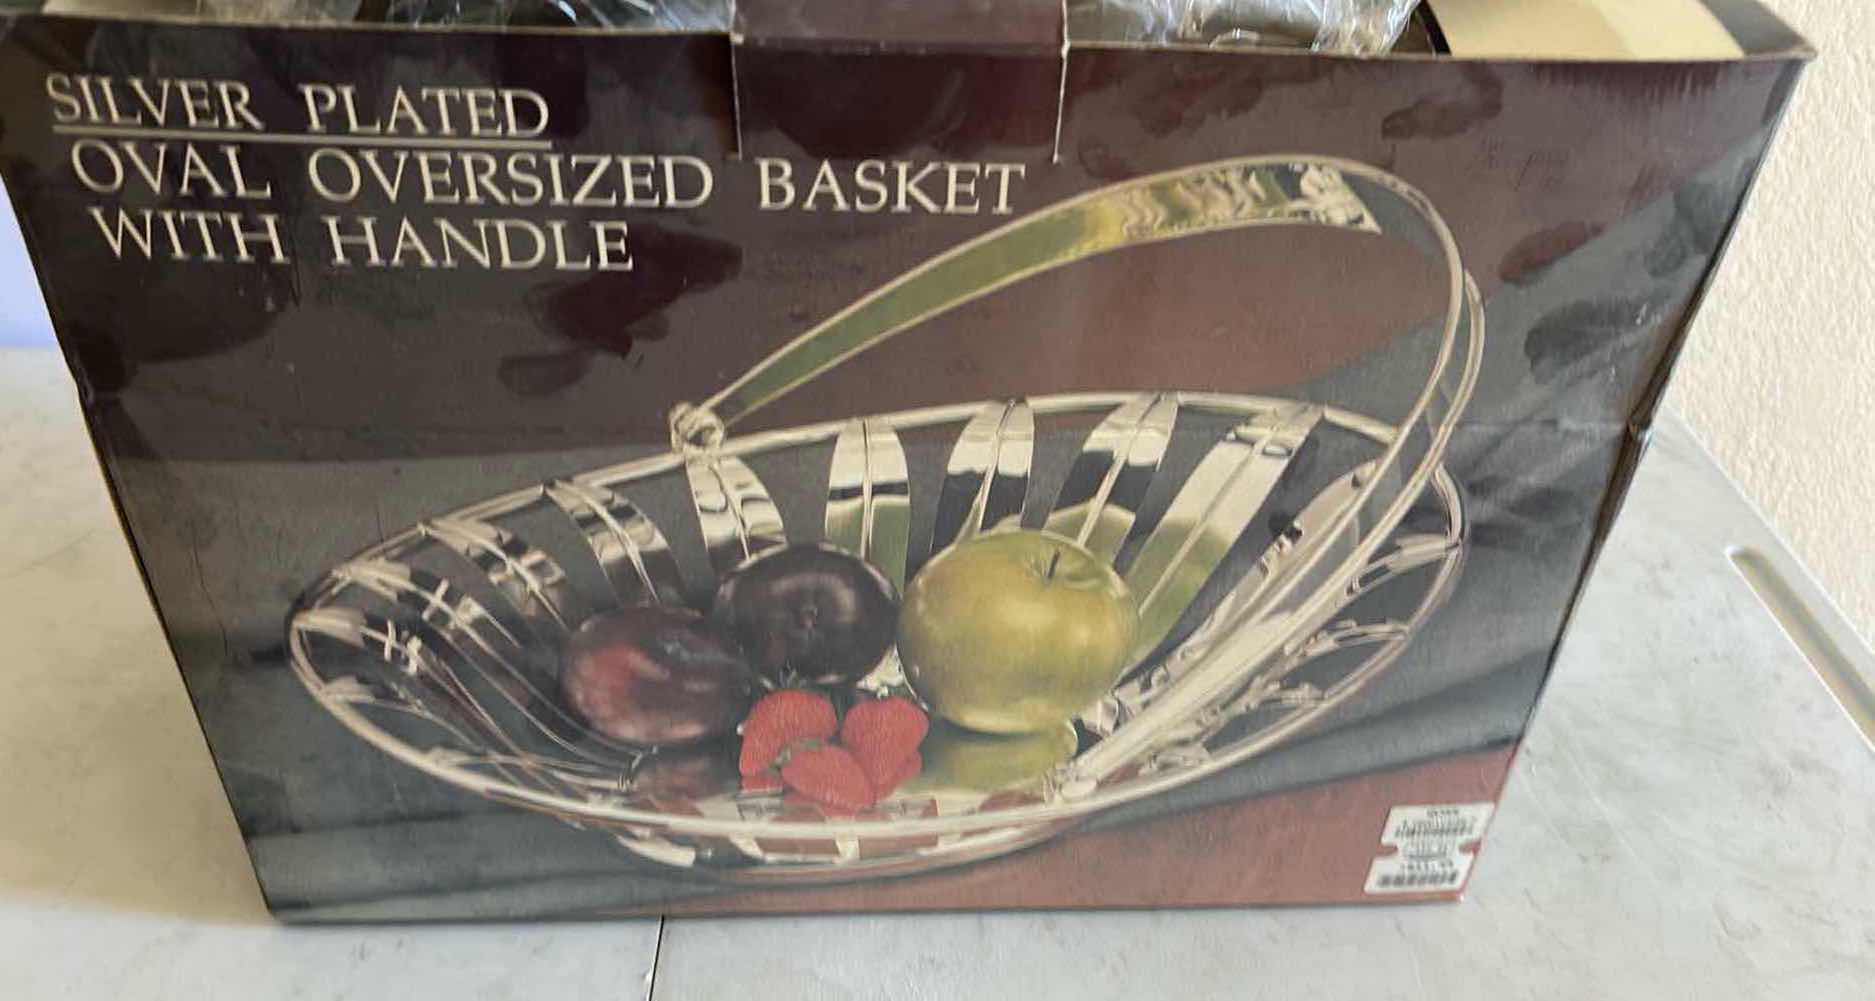 SILVER PLATED
OVAL OVERSIZED BASKET
WITH HANDLE